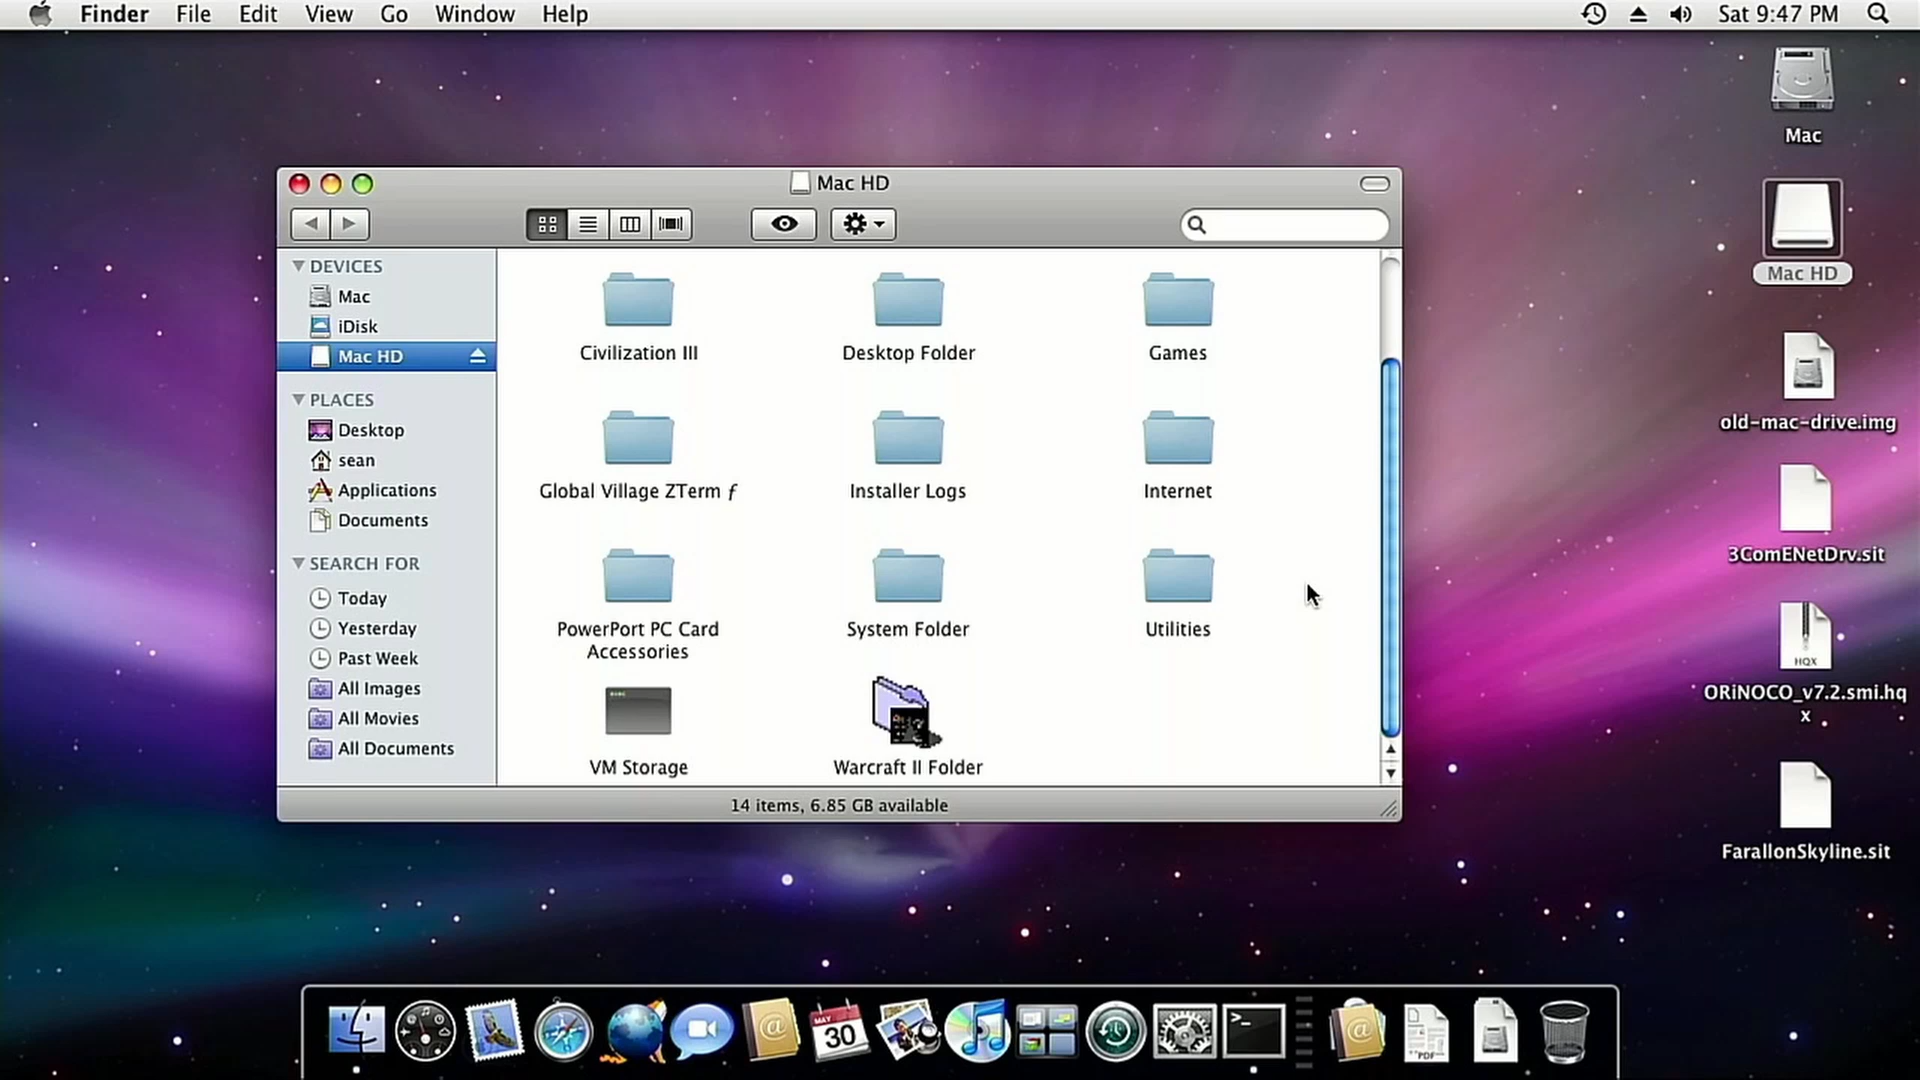 Finder File Edit View Go Window Help
Sat 9:47 PM
Mac
Mac HD
old-mac-drive.img
3ComENetDrv.sit
HQX
ORiNOCO_v7.2.smi.hq
x
FarallonSkyline.sit
Mac HD
DEVICES
Mac
iDisk
Mac HD
PLACES
Desktop
sean
Applications
Documents
SEARCH FOR
Today
Yesterday
Past Week
All Images
All Movies
All Documents
Civilization III
Desktop Folder
Games
Global Village ZTerm ƒ
Installer Logs
Internet
PowerPort PC Card
Accessories
System Folder
Utilities
VM Storage
Warcraft II Folder
14 items, 6.85 GB available
MAY
30
PDF